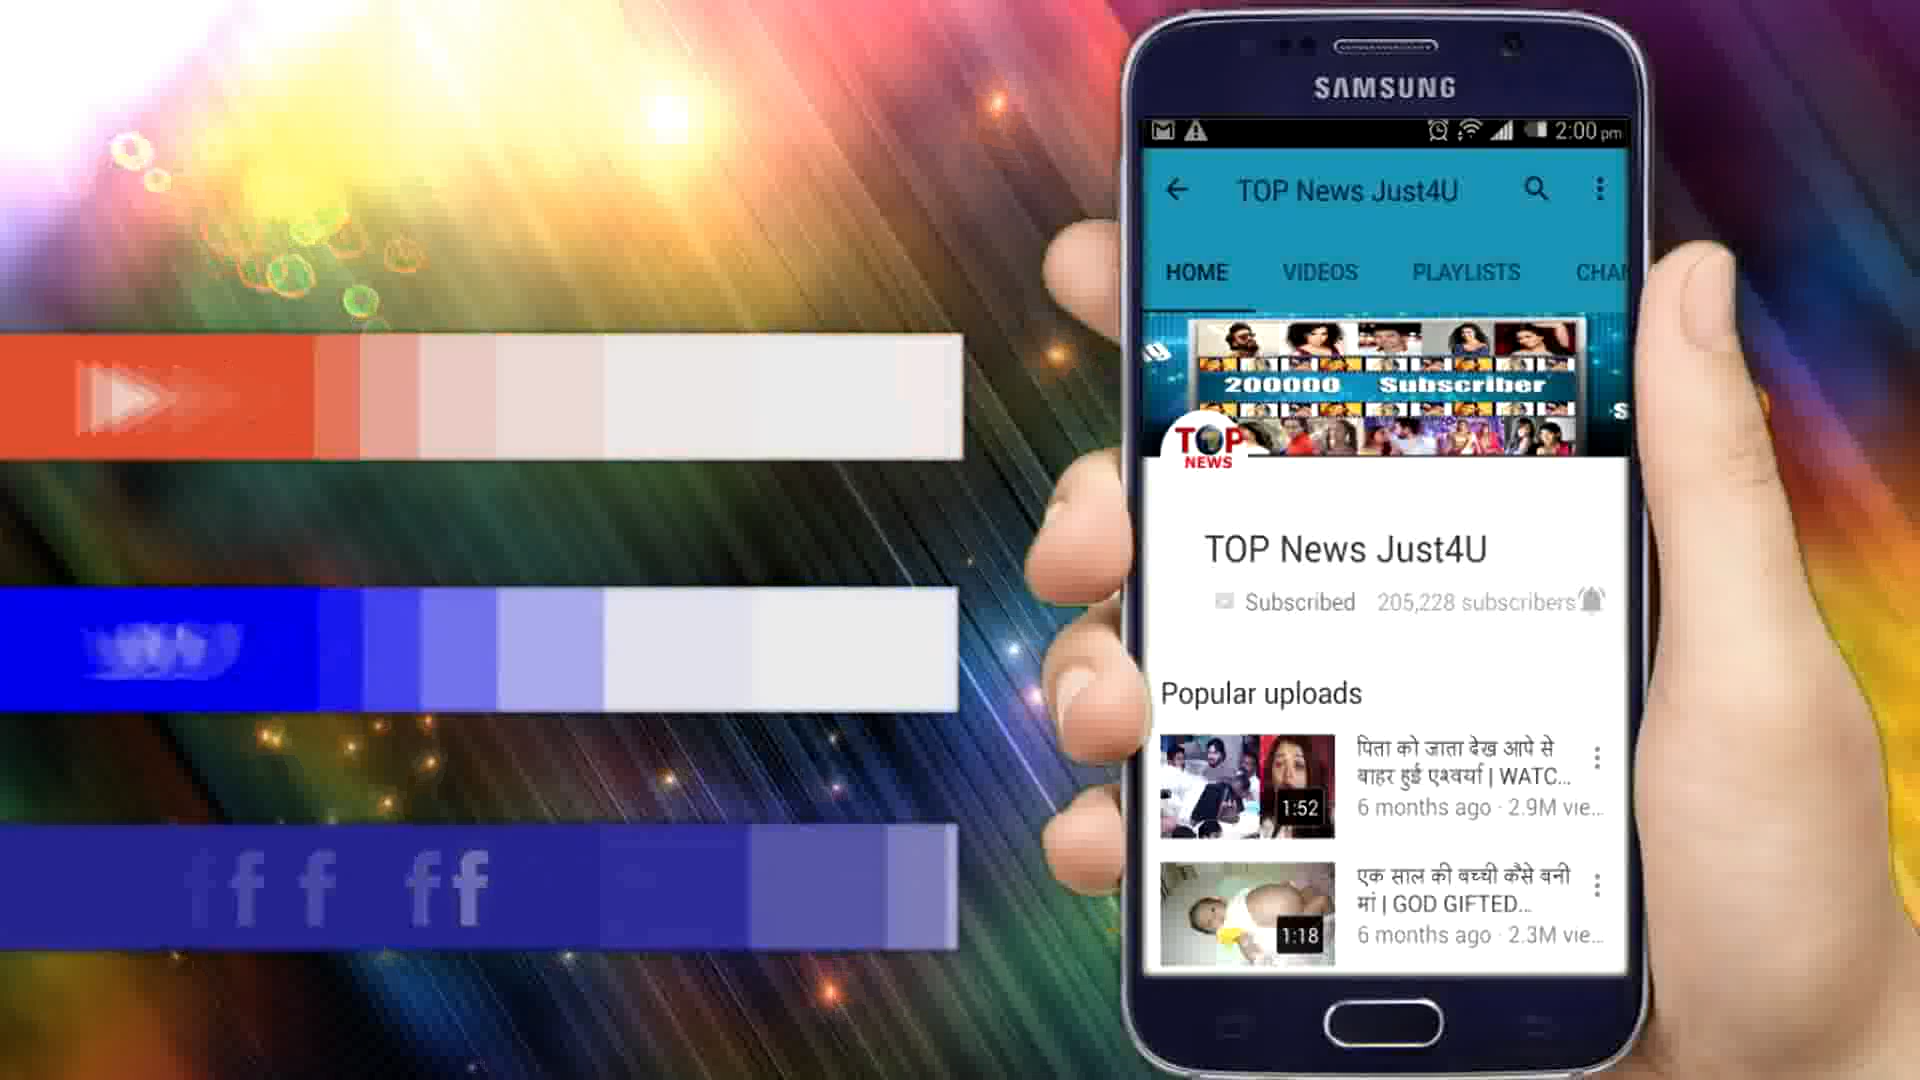 SAMSUNG
2:00 pm
TOP News Just4U
HOME VIDEOS PLAYLISTS CHAN
200000 Subscriber
TOP
NEWS
TOP News Just4U
Subscribed 205,228 subscribers
Popular uploads
पिता को जाता देख आपे से
बाहर हुई एश्वर्या | WATC...
1:52
6 months ago · 2.9M vie...
एक साल की बच्ची कैसे बनी
मां | GOD GIFTED...
1:18
6 months ago · 2.3M vie...
f f f f f